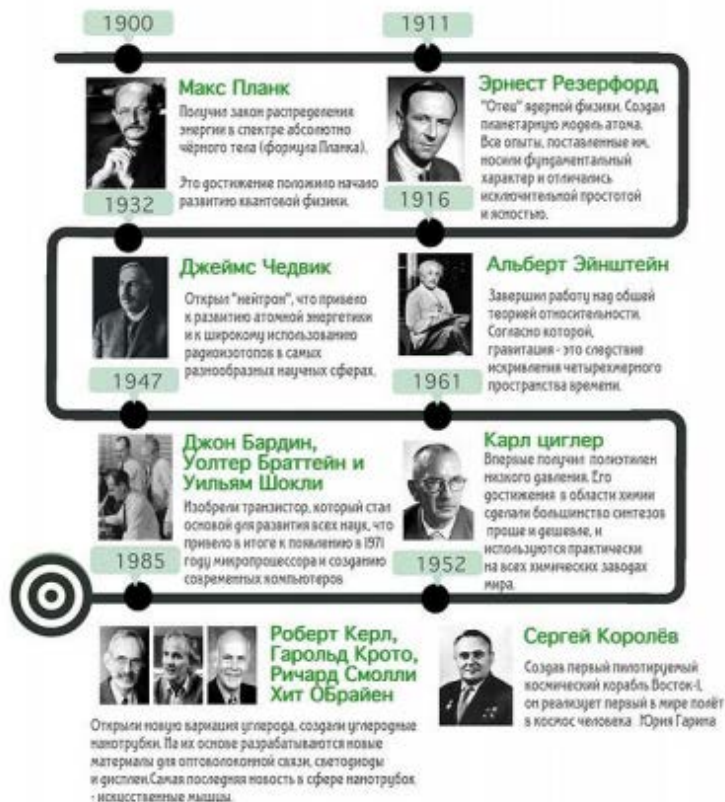 1900
1911
Макс Планк
Получил закон распределения
энергии в спектре абсолютно
чёрного тела (формула Планка).
Это достижение положило начало
развитию квантовой физики.
Эрнест Резерфорд
"Отец" ядерной физики. Создал
планетарную модель атома.
Все опыты, поставленные им,
носили фундаментальный
характер и отличались
исключительной простотой
и ясностью.
1932
1916
Джеймс Чедвик
Открыл "нейтрон", что привело
к развитию атомной энергетики
и к широкому использованию
радиоизотопов в самых
разнообразных научных сферах.
Альберт Эйнштейн
Завершил работу над общей
теорией относительности.
Согласно которой,
гравитация - это следствие
искривления четырехмерного
пространства времени.
1947
1961
Джон Бардин,
Уолтер Браттейн и
Уильям Шокли
Изобрели транзистор, который стал
основой для развития всех наук, что
привело в итоге к появлению в 1971
году микропроцессора и созданию
современных компьютеров
Карл циглер
Впервые получил полиэтилен
низкого давления. Его
достижения в области химии
сделали большинство синтезов
проще и дешевле, и
используются практически
на всех химических заводах
мира.
1985
1952
Роберт Керл,
Гарольд Крото,
Ричард Смолли
Хит ОБрайен
Открыли новую вариация углерода, создали углеродные
нанотрубки. На их основе разрабатываются новые
материалы для оптоволоконной связи, светодиоды
и дисплеи.Самая последняя новость в сфере нанотрубок
- искусственные мышцы.
Сергей Королёв
Создав первый пилотируемый
космический корабль Восток-1,
он реализует первый в мире полёт
в космос человека Юрия Гарина